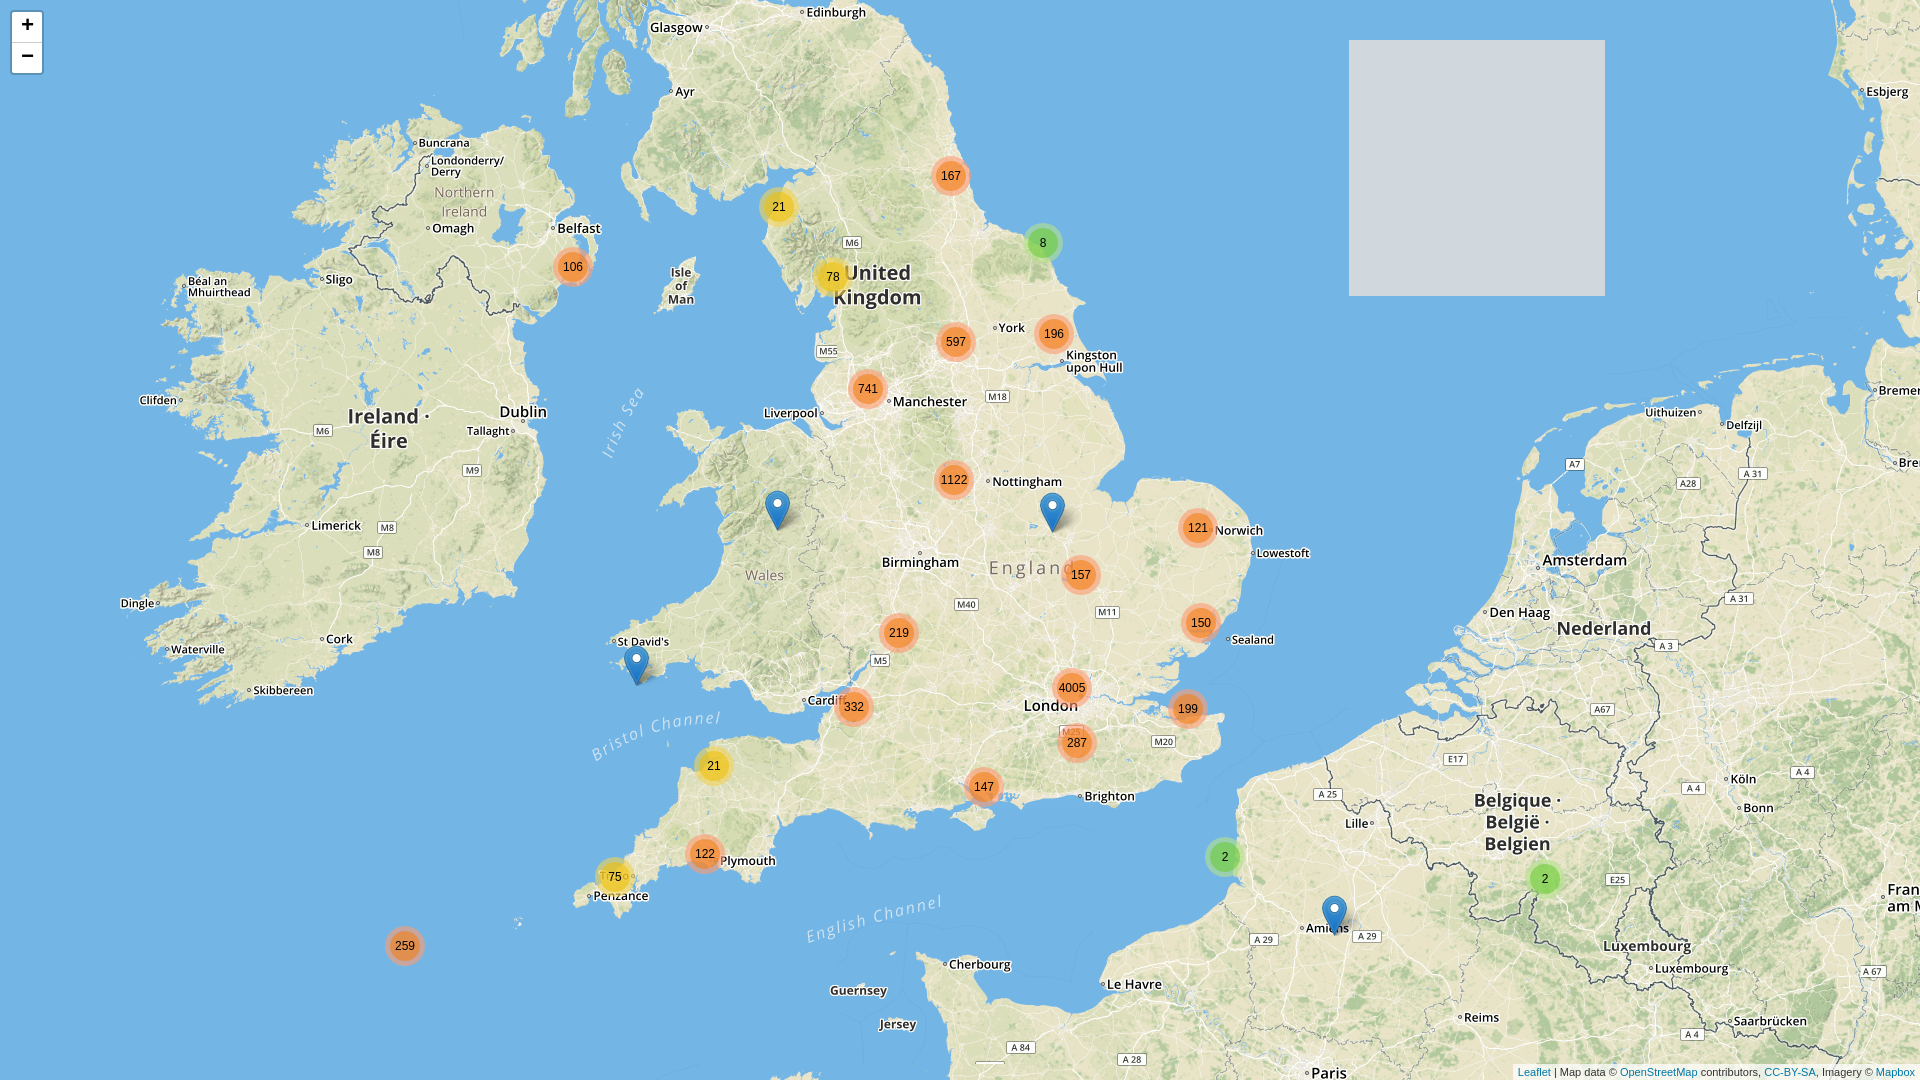 +
−
Edinburgh
Glasgow
Ayr
Esbjerg
Buncrana
Londonderry/
Derry
167
Northern
Ireland
21
Omagh
Belfast
M6
8
106
Isle
of
Man
78
United
Kingdom
Sligo
Béal an
Mhuirthead
York
196
597
M55
Kingston
upon Hull
741
Manchester
M18
Clifden
Liverpool
Dublin
Ireland ·
Éire
Tallaght
M6
Irish Sea
M9
Uithuizen
Delfzijl
A7
A 31
A28
1122
Nottingham
Limerick
M8
M8
121
Norwich
Lowestoft
Birmingham
England
157
Wales
Amsterdam
Dingle
M40
M11
A 31
Den Haag
150
Nederland
219
Sealand
Cork
St David's
Waterville
M5
A 3
Skibbereen
4005
Cardiff
332
London
199
A67
Bristol Channel
287
M20
E17
21
147
Brighton
A 25
Köln
A 4
A 4
Bonn
Belgique ·
België ·
Belgien
Lille
122
Plymouth
2
75
Penzance
2
E25
English Channel
Amiens
A 29
A 29
259
Luxembourg
Luxembourg
A 67
Cherbourg
Le Havre
Guernsey
Jersey
Reims
Saarbrücken
A 4
A 84
A 28
Paris
Leaflet | Map data © OpenStreetMap contributors, CC-BY-SA, Imagery © Mapbox